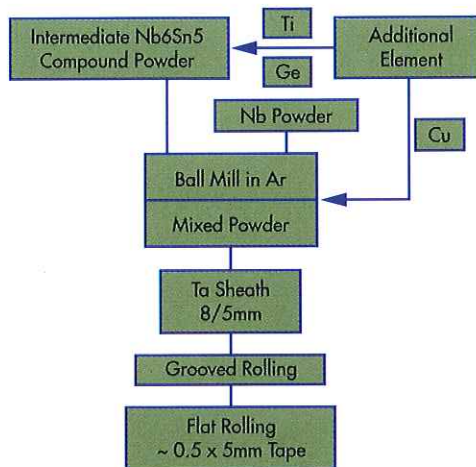 Intermediate Nb6Sn5
Compound Powder
Ti
Ge
Additional
Element
Nb Powder
Cu
Ball Mill in Ar
Mixed Powder
Ta Sheath
8/5mm
Grooved Rolling
Flat Rolling
~ 0.5 x 5mm Tape